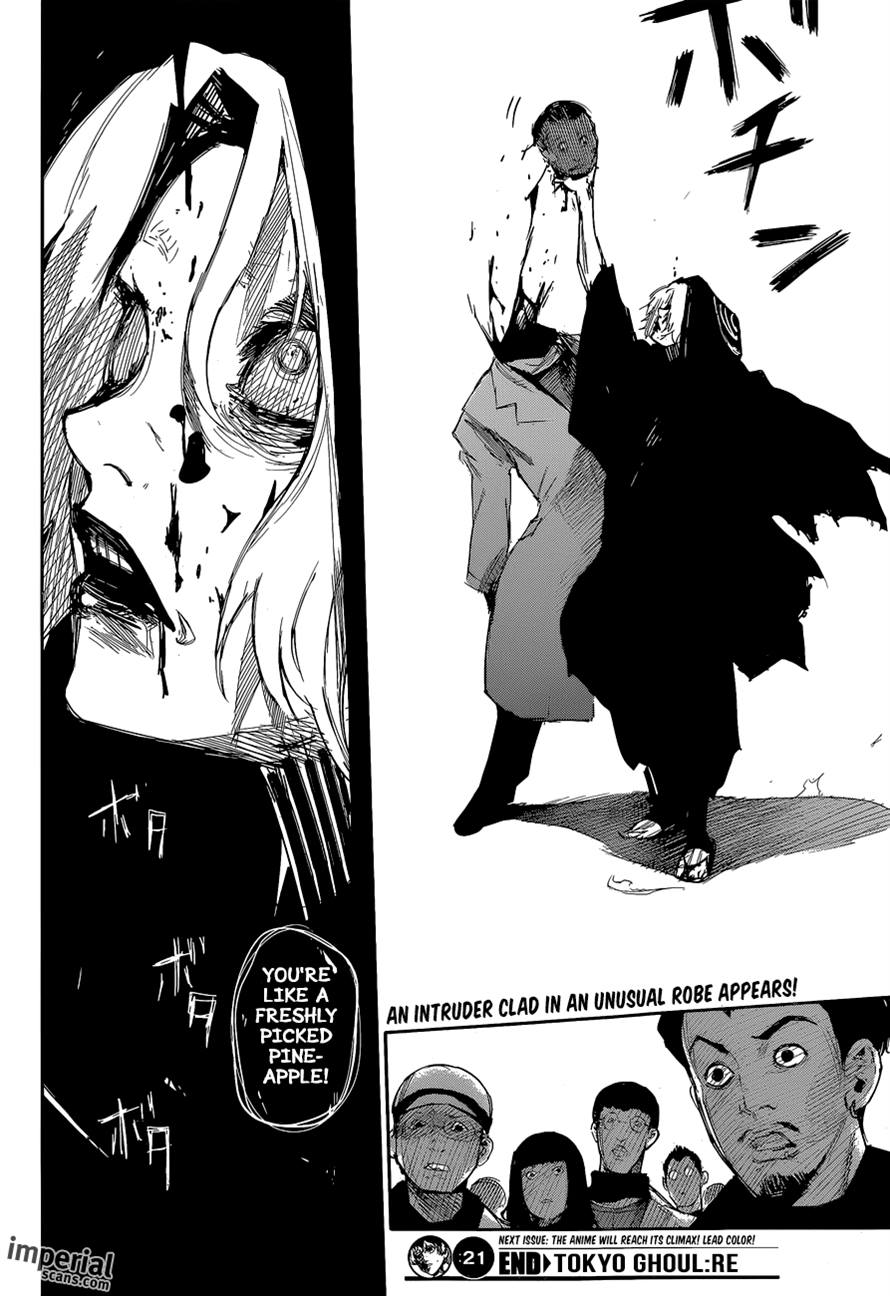 ボキン
AN INTRUDER CLAD IN AN UNUSUAL ROBE APPEARS!
ボタ
ボタ
ボタ
YOU'RE
LIKE A
FRESHLY
PICKED
PINE-
APPLE!
NEXT ISSUE: THE ANIME WILL REACH ITS CLIMAX! LEAD COLOR!
:21
END TOKYO GHOUL:RE
imperial
scans.com